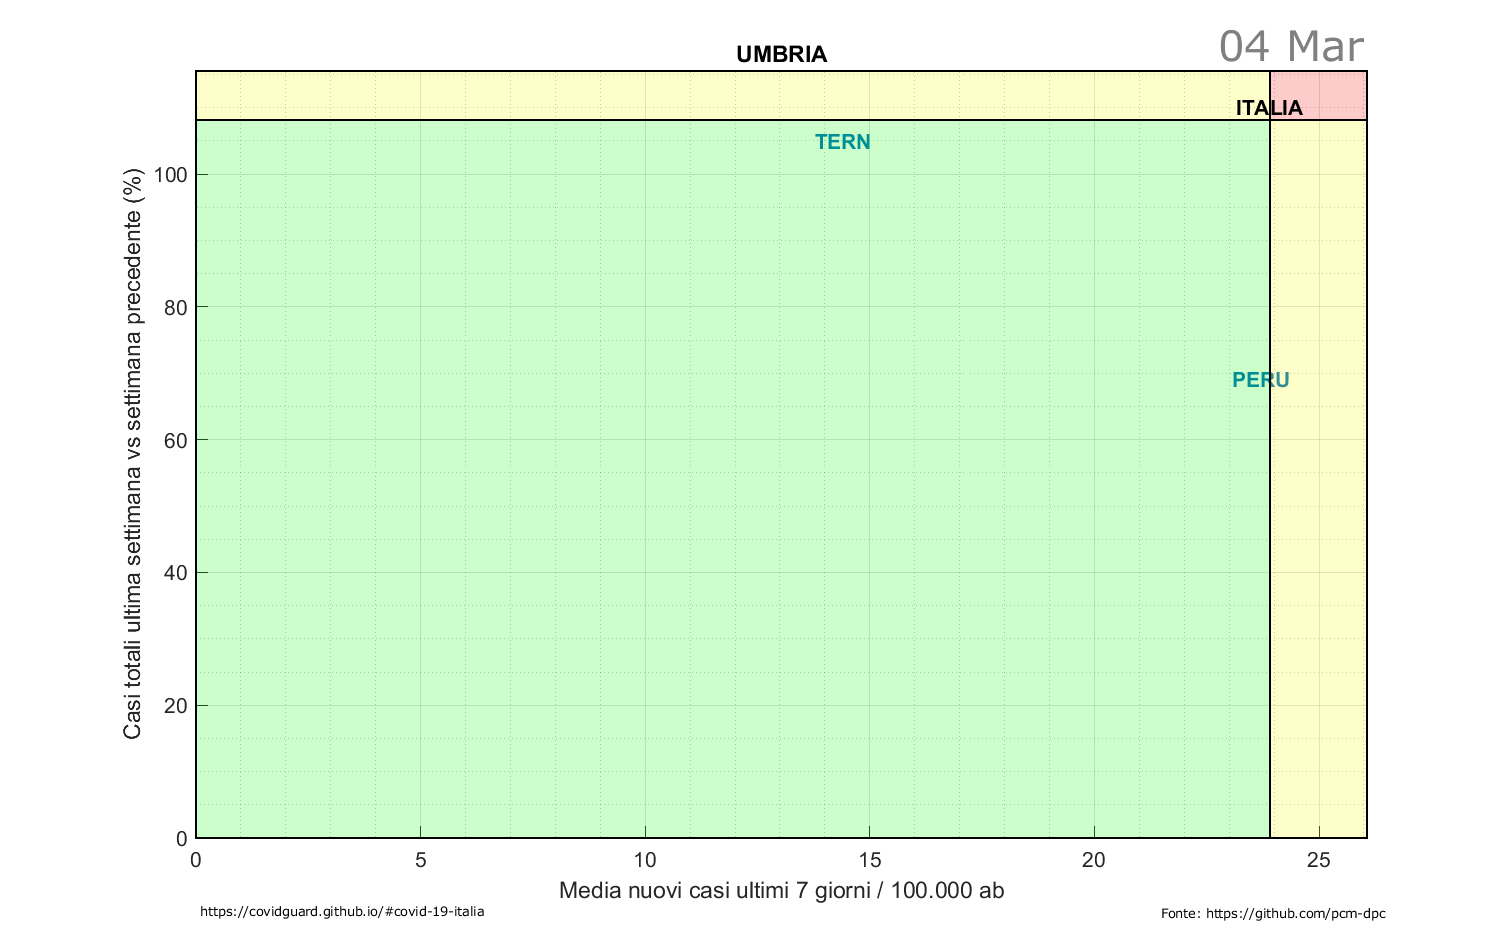 UMBRIA
04 Mar
ITALIA
TERN
PERU
Casi totali ultima settimana vs settimana precedente (%)
100
80
60
40
20
0
0 5 10 15 20 25
Media nuovi casi ultimi 7 giorni / 100.000 ab
https://covidguard.github.io/#covid-19-italia
Fonte: https://github.com/pcm-dpc